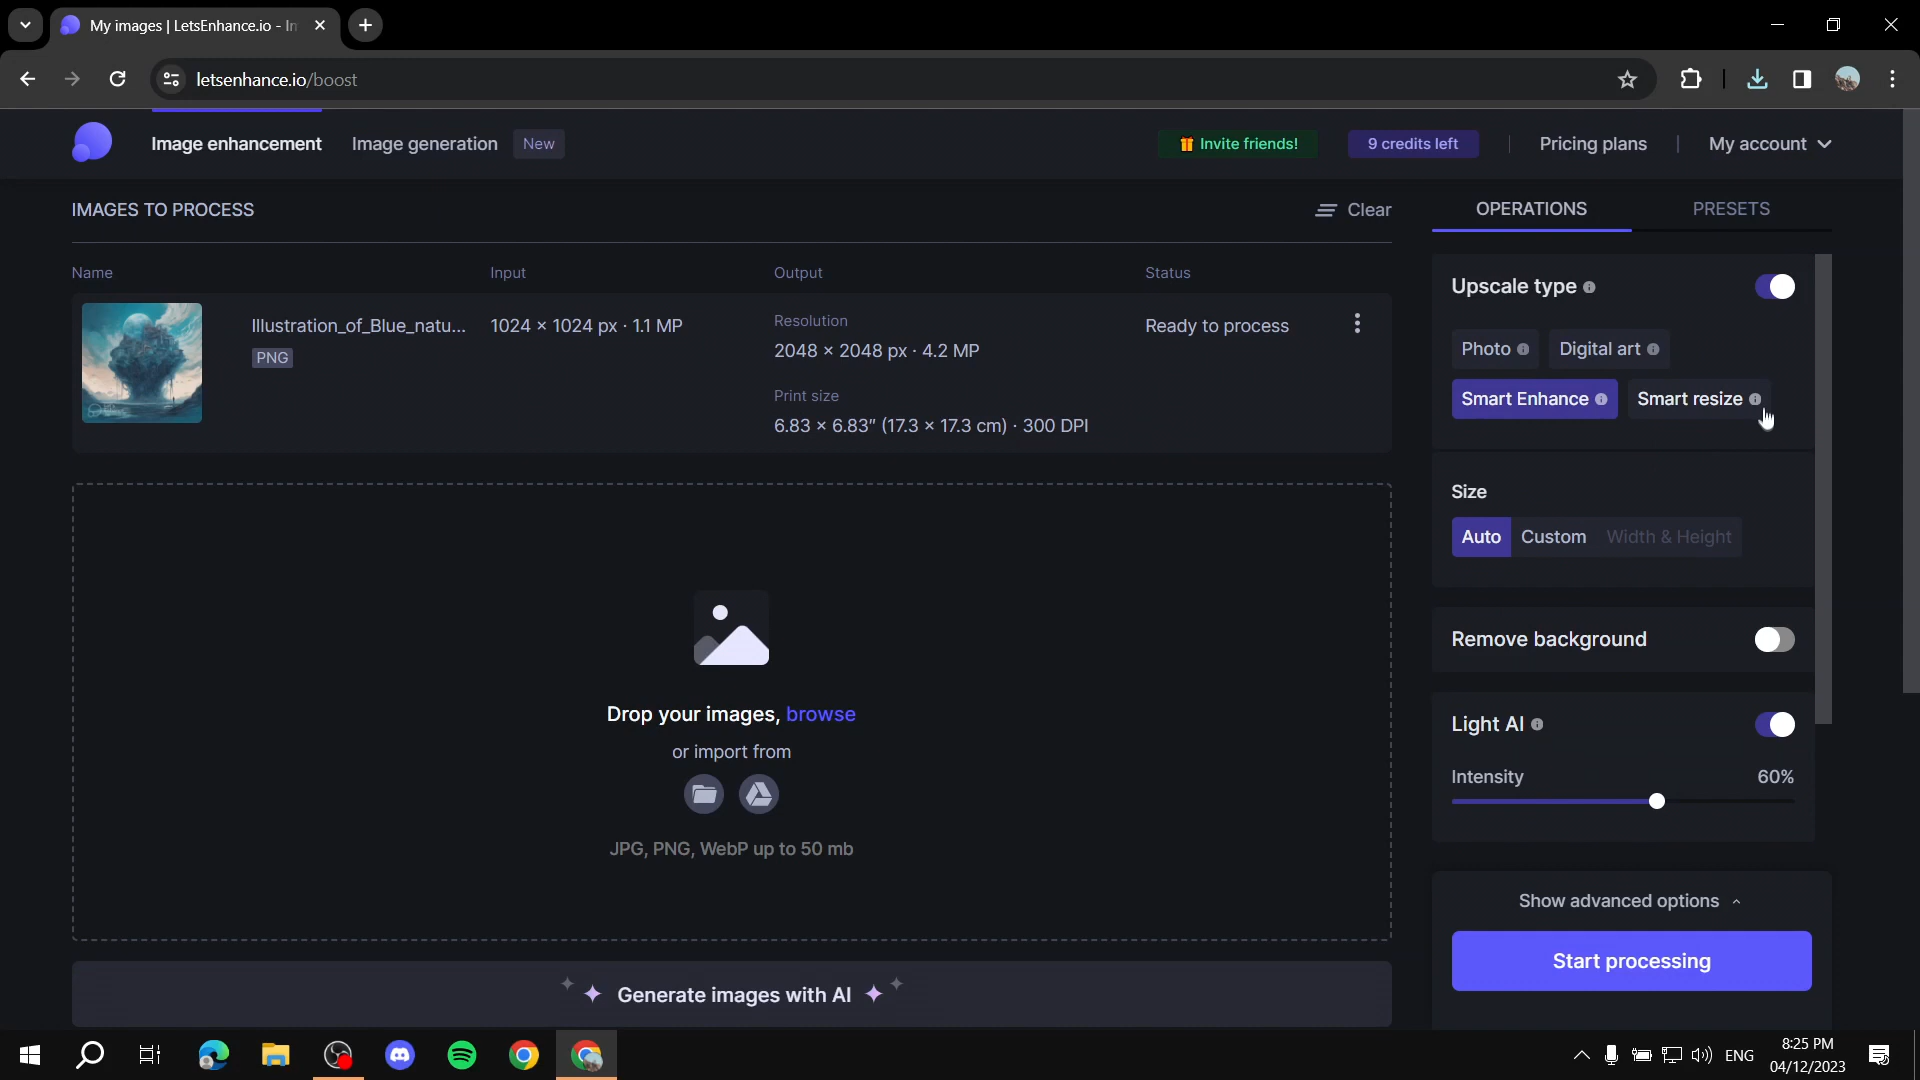 My images | LetsEnhance.io - In
letsenhance.io/boost
Image enhancement
Image generation
New
Invite friends!
9 credits left
Pricing plans
My account
IMAGES TO PROCESS
Clear
Name
Input
Output
Status
Illustration_of_Blue_natu...
PNG
1024 × 1024 px · 1.1 MP
Resolution
2048 × 2048 px · 4.2 MP
Print size
6.83 × 6.83″ (17.3 × 17.3 cm) · 300 DPI
Ready to process
Drop your images, browse
or import from
JPG, PNG, WebP up to 50 mb
Generate images with AI
OPERATIONS
PRESETS
Upscale type
Photo
Digital art
Smart Enhance
Smart resize
Size
Auto
Custom
Width & Height
Remove background
Light AI
Intensity
60%
Show advanced options
Start processing
ENG
8:25 PM
04/12/2023